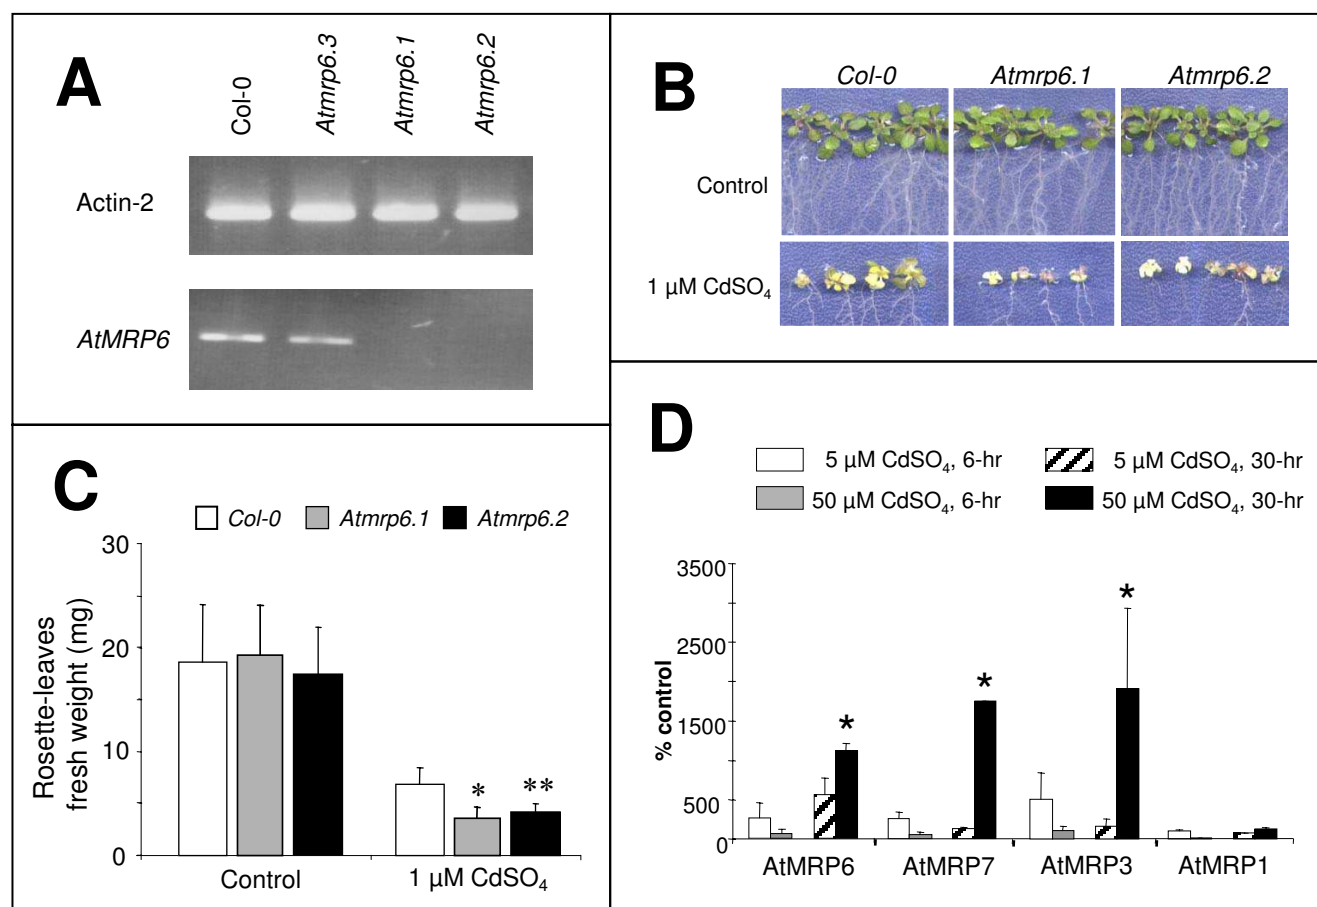 A
Col-0
Atmrp6.3
Atmrp6.1
Atmrp6.2
Actin-2
AtMRP6
B
Col-0 Atmrp6.1 Atmrp6.2
Control
1 µM CdSO4
C
Col-0 Atmrp6.1 Atmrp6.2
Rosette-leaves
fresh weight (mg)
30
20
10
0
* **
Control 1 µM CdSO4
D
5 µM CdSO4, 6-hr 5 µM CdSO4, 30-hr
50 µM CdSO4, 6-hr 50 µM CdSO4, 30-hr
% control
3500
2500
1500
500
0
* * *
AtMRP6 AtMRP7 AtMRP3 AtMRP1